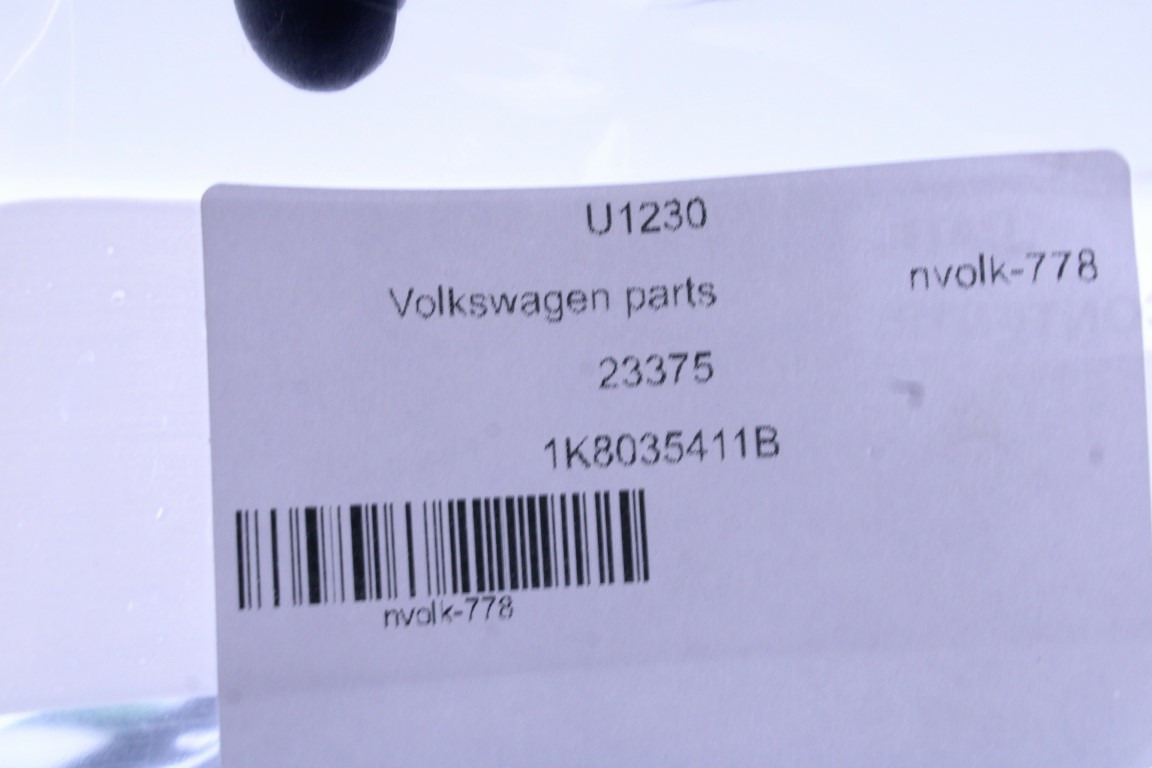 U1230
nvolk-778
Volkswagen parts
23375
1K8035411B
nvolk-778